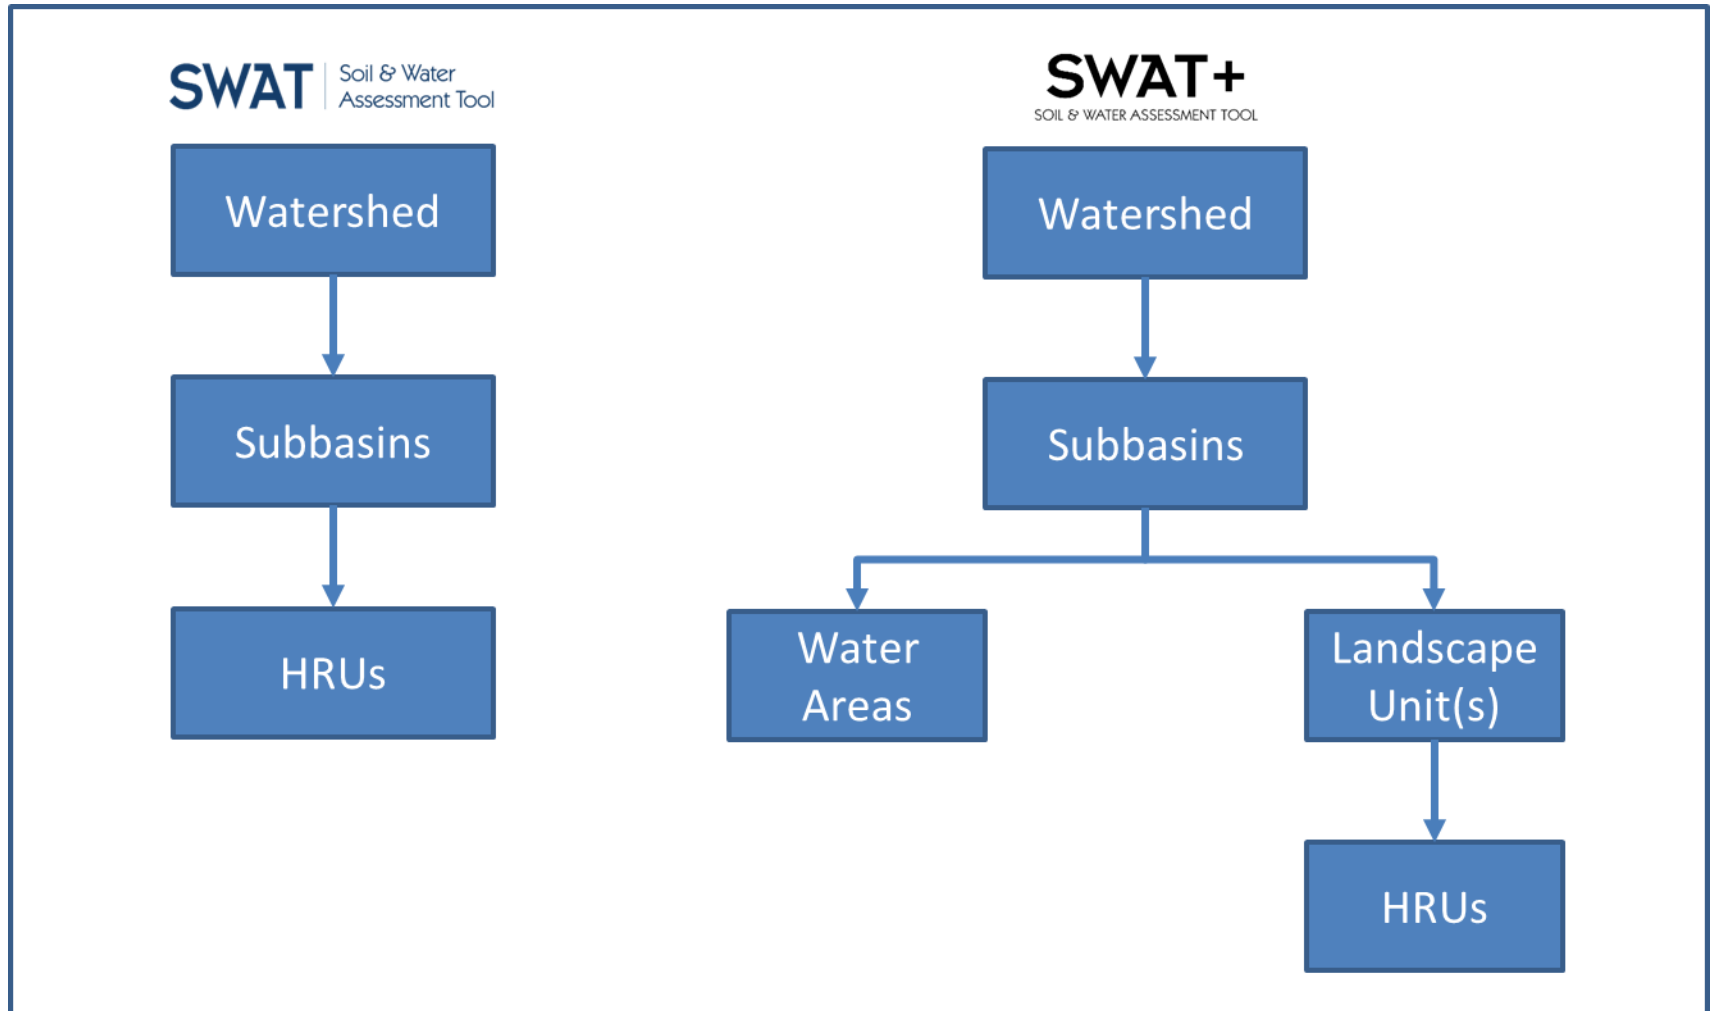 SWAT
Soil & Water
Assessment Tool
Watershed
Subbasins
HRUs
SWAT+
SOIL & WATER ASSESSMENT TOOL
Watershed
Subbasins
Water
Areas
Landscape
Unit(s)
HRUs